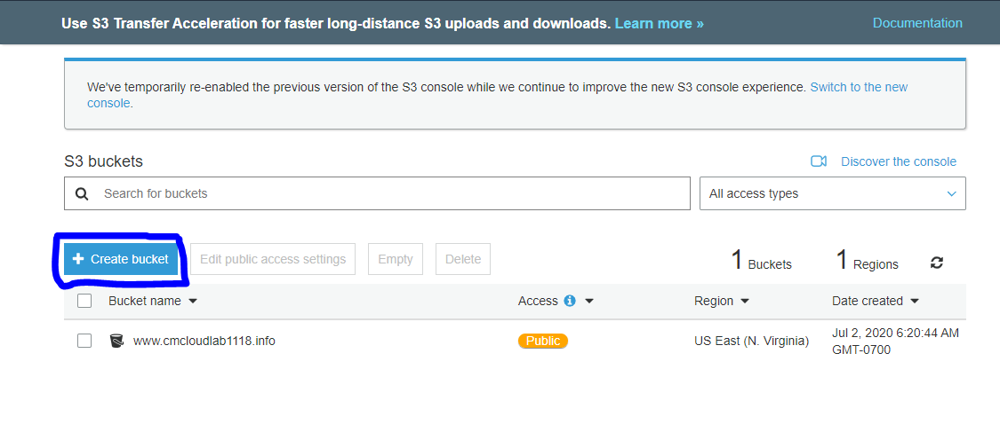 Use S3 Transfer Acceleration for faster long-distance S3 uploads and downloads. Learn more » Documentation
We've temporarily re-enabled the previous version of the S3 console while we continue to improve the new S3 console experience. Switch to the new
console.
S3 buckets Discover the console
Search for buckets All access types
+ Create bucket Edit public access settings Empty Delete 1 Buckets 1 Regions
Bucket name Access Region Date created
www.cmcloudlab1118.info Public US East (N. Virginia) Jul 2, 2020 6:20:44 AM
GMT-0700